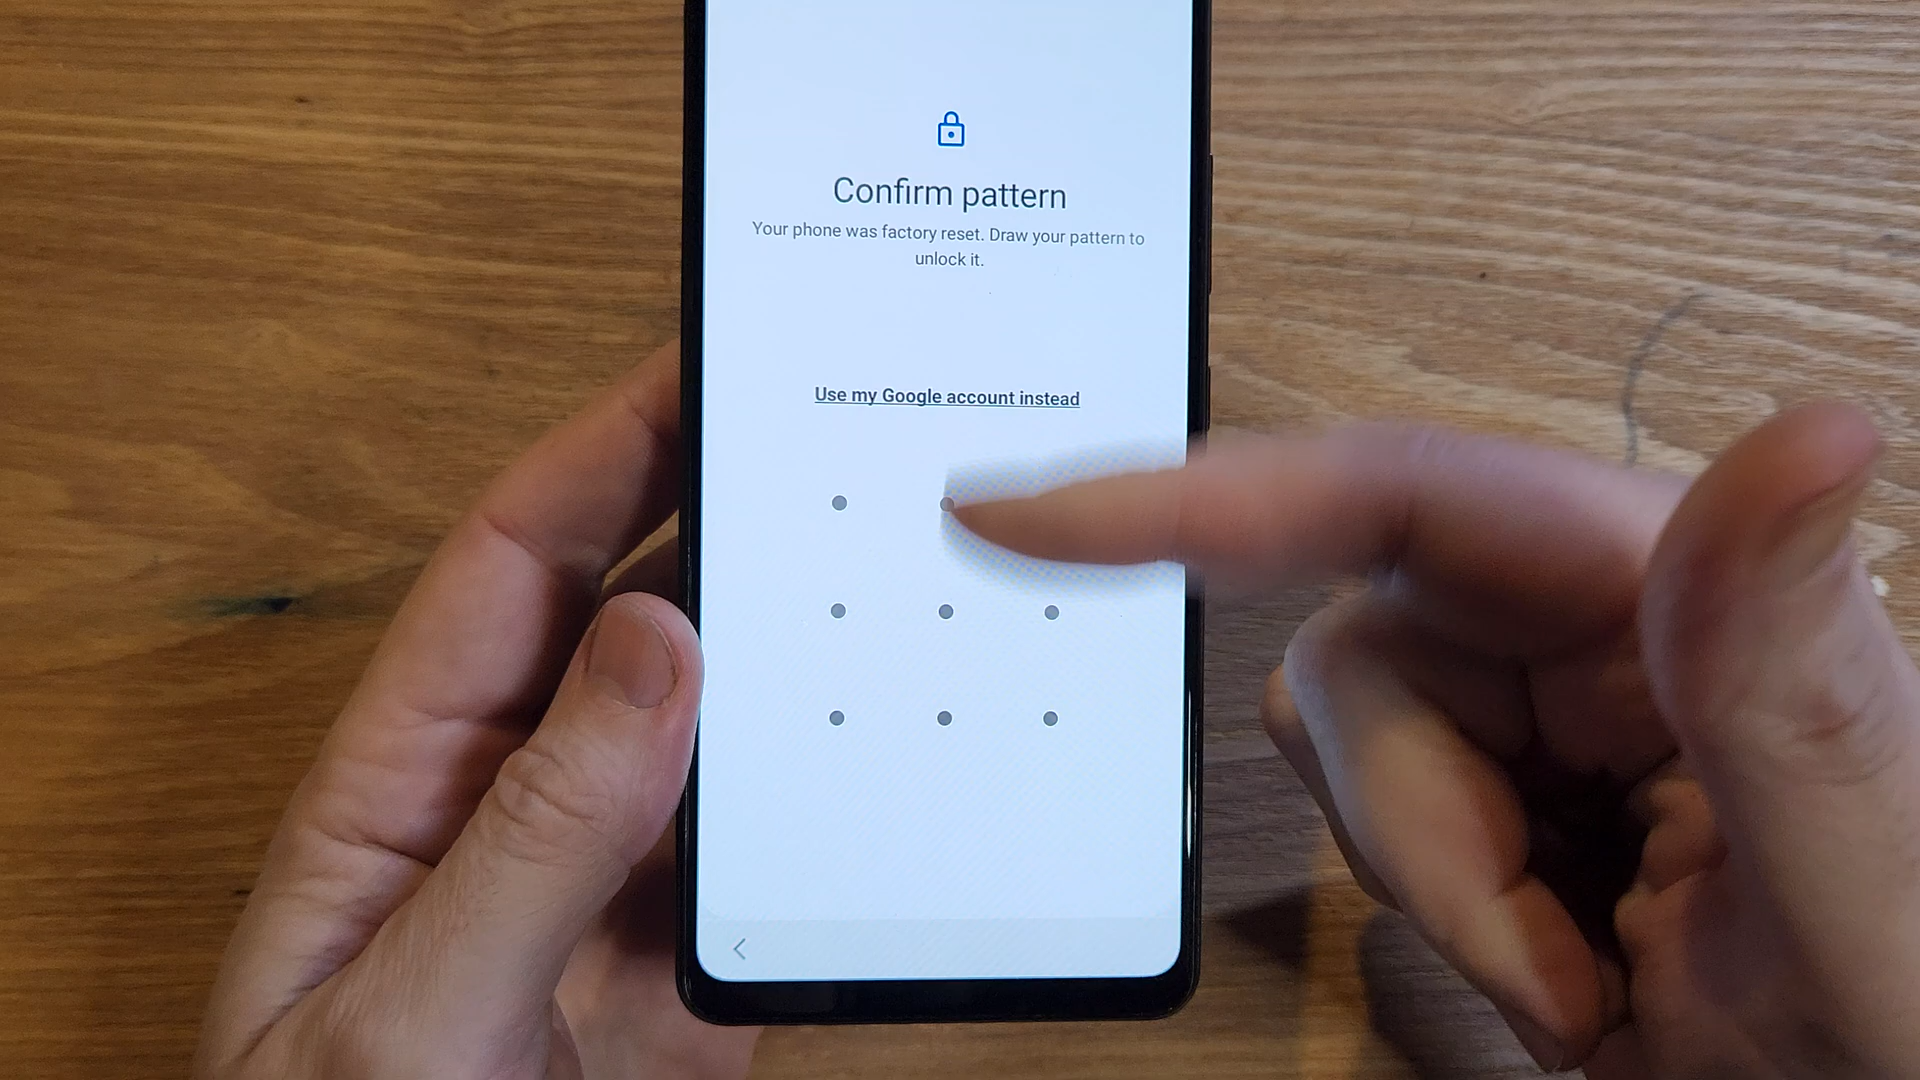 Confirm pattern
Your phone was factory reset. Draw your pattern to
unlock it.
Use my Google account instead